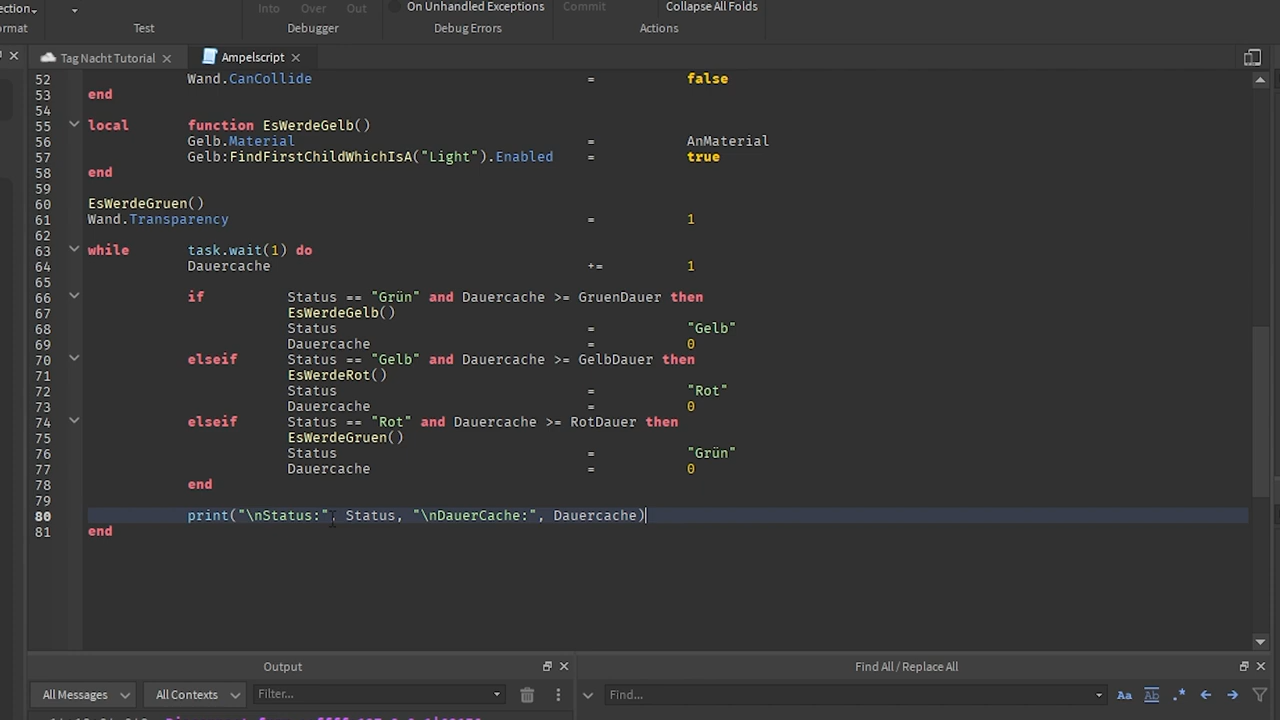 ection
Into Over Out
On Unhandled Exceptions
Commit
Collapse All Folds
ormat
Test
Debugger
Debug Errors
Actions
Tag Nacht Tutorial
Ampelscript
52 Wand.CanCollide = false
53 end
54
55 local function EsWerdeGelb()
56 Gelb.Material = AnMaterial
57 Gelb:FindFirstChildWhichIsA("Light").Enabled = true
58 end
59
60 EsWerdeGruen()
61 Wand.Transparency = 1
62
63 while task.wait(1) do
64 Dauercache += 1
65
66 if Status == "Grün" and Dauercache >= GruenDauer then
67 EsWerdeGelb()
68 Status = "Gelb"
69 Dauercache = 0
70 elseif Status == "Gelb" and Dauercache >= GelbDauer then
71 EsWerdeRot()
72 Status = "Rot"
73 Dauercache = 0
74 elseif Status == "Rot" and Dauercache >= RotDauer then
75 EsWerdeGruen()
76 Status = "Grün"
77 Dauercache = 0
78 end
79
80 print("\nStatus:", Status, "\nDauerCache:", Dauercache)
81 end
Output
Find All / Replace All
All Messages
All Contexts
Filter...
Find...
Aa
Ab
.*